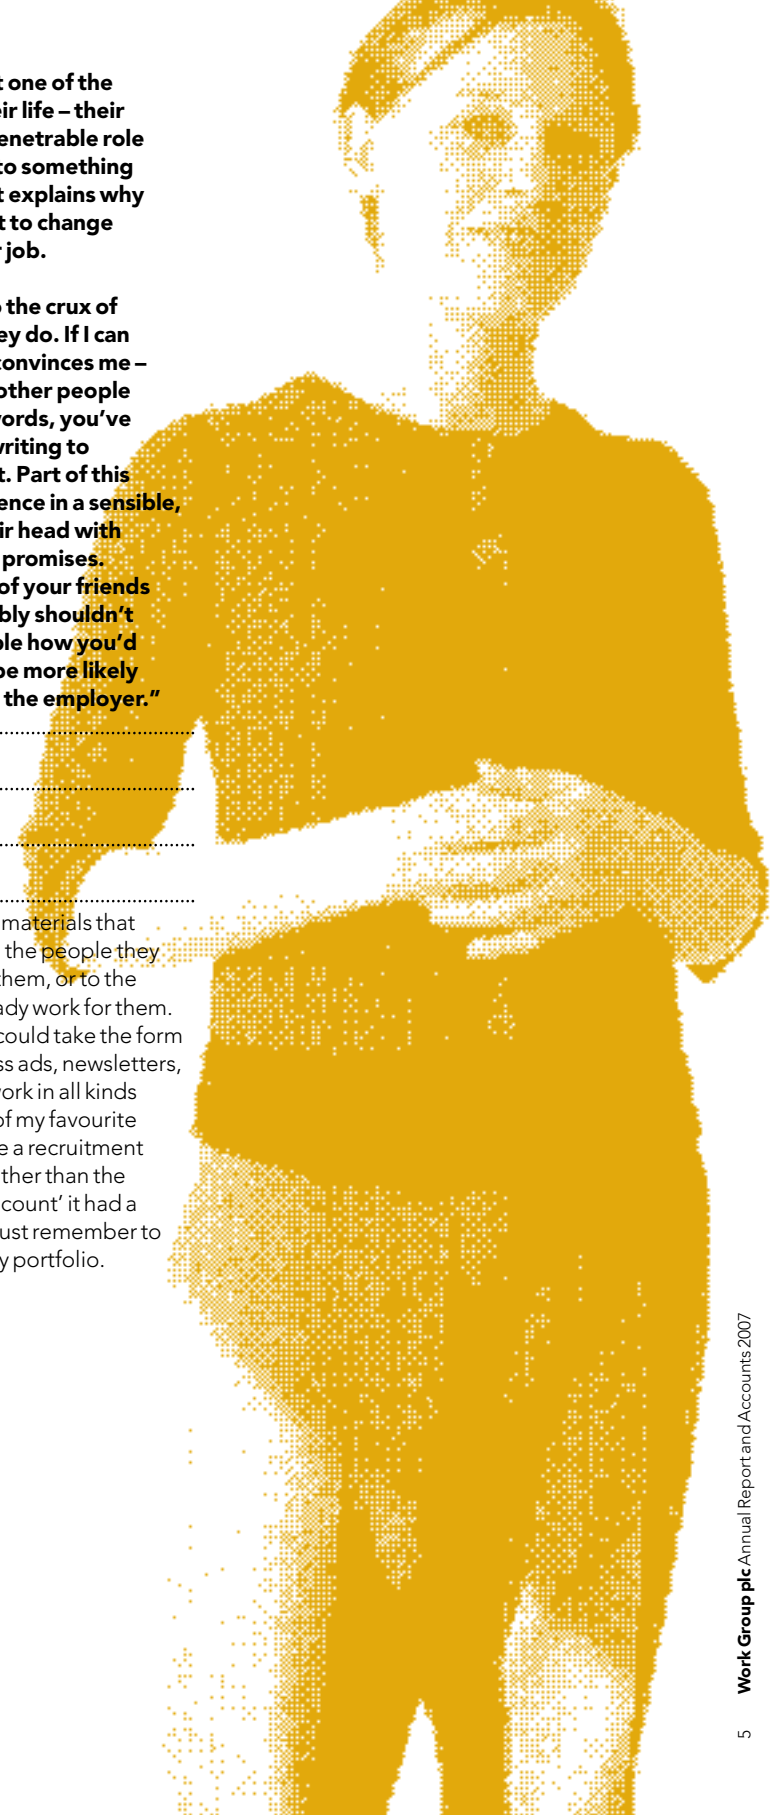 one of the
ir life – their
enetrable role
to something
t explains why
t to change
job.
the crux of
ey do. If I can
convinces me –
other people
ords, you’ve
riting to
t. Part of this
ence in a sensible,
ir head with
promises.
of your friends
bly shouldn’t
ple how you’d
be more likely
the employer.”
materials that
the people they
them, or to the
ady work for them.
could take the form
ss ads, newsletters,
ork in all kinds
of my favourite
e a recruitment
ther than the
count’ it had a
ust remember to
y portfolio.
5 Work Group plc Annual Report and Accounts 2007